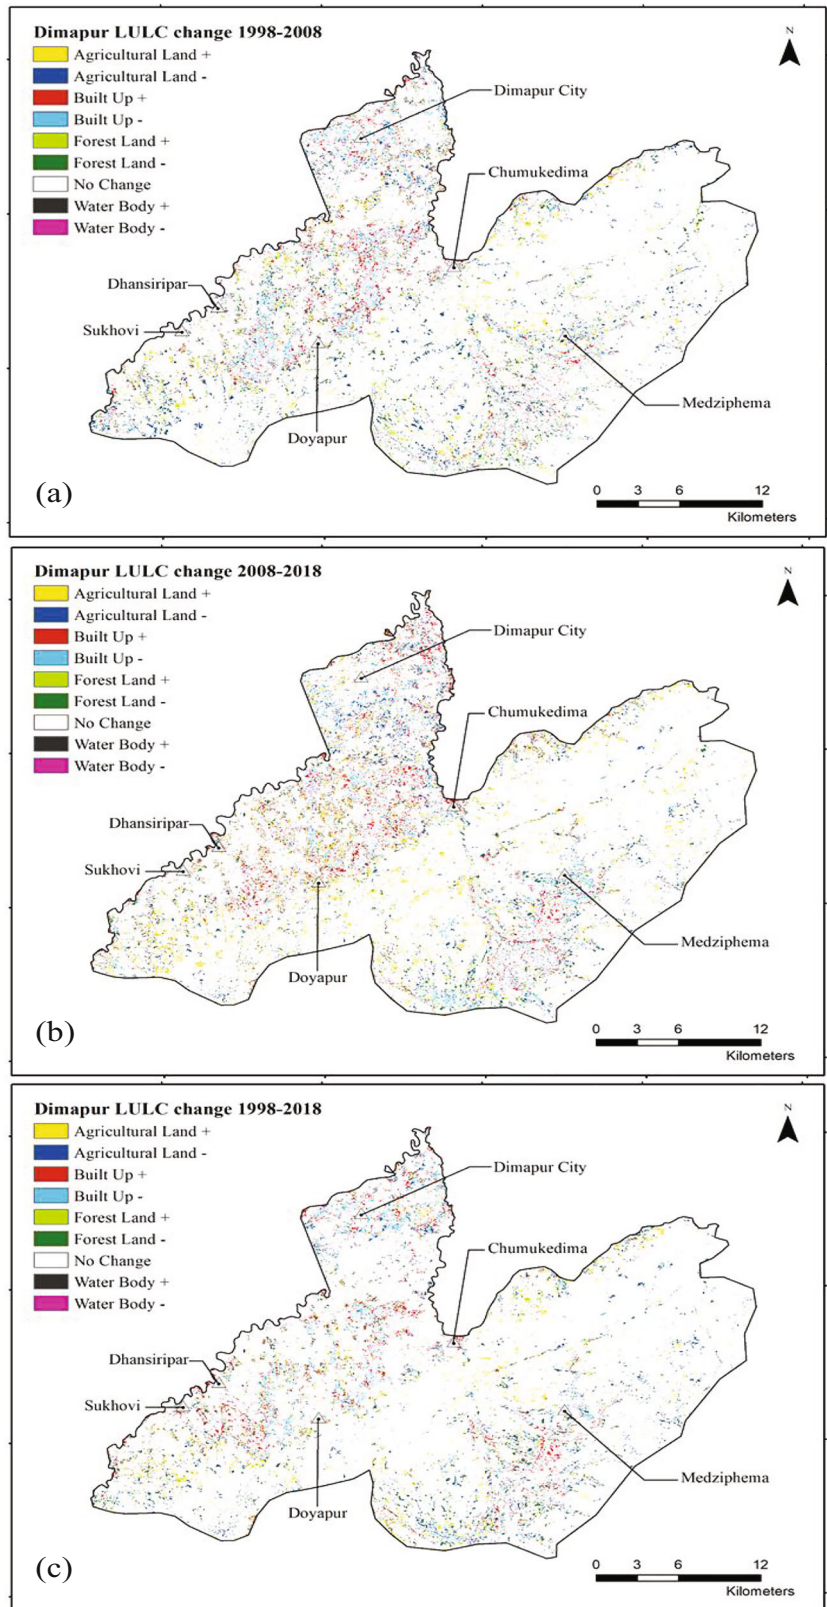 Dimapur LULC change 1998-2008
N
Agricultural Land +
Agricultural Land -
Built Up +
Built Up -
Forest Land +
Forest Land -
No Change
Water Body +
Water Body -
Dimapur City
Chumukedima
Dhansiripar
Sukhovi
Medziphema
Doyapur
(a)
0 3 6 12
Kilometers
Dimapur LULC change 2008-2018
N
Agricultural Land +
Agricultural Land -
Built Up +
Built Up -
Forest Land +
Forest Land -
No Change
Water Body +
Water Body -
Dimapur City
Chumukedima
Dhansiripar
Sukhovi
Medziphema
Doyapur
(b)
0 3 6 12
Kilometers
Dimapur LULC change 1998-2018
N
Agricultural Land +
Agricultural Land -
Built Up +
Built Up -
Forest Land +
Forest Land -
No Change
Water Body +
Water Body -
Dimapur City
Chumukedima
Dhansiripar
Sukhovi
Medziphema
Doyapur
(c)
0 3 6 12
Kilometers